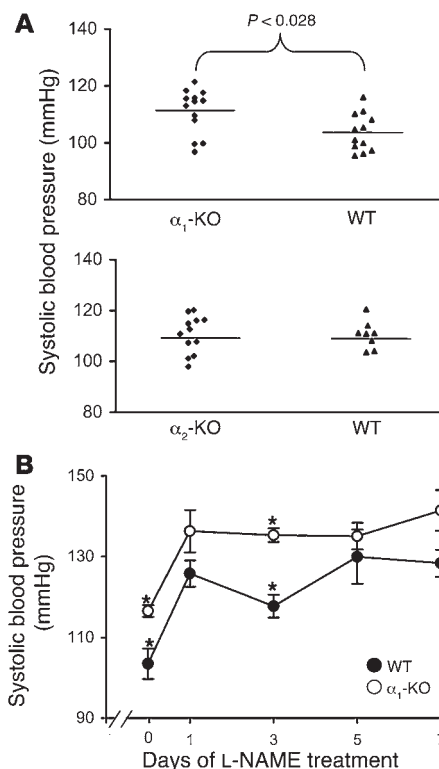 A
P < 0.028
Systolic blood pressure (mmHg)
140
120
100
80
α₁-KO WT
140
120
100
80
α₂-KO WT
B
Systolic blood pressure
(mmHg)
150
130
110
90
* * * *
WT
α₁-KO
0 1 3 5
Days of L-NAME treatment